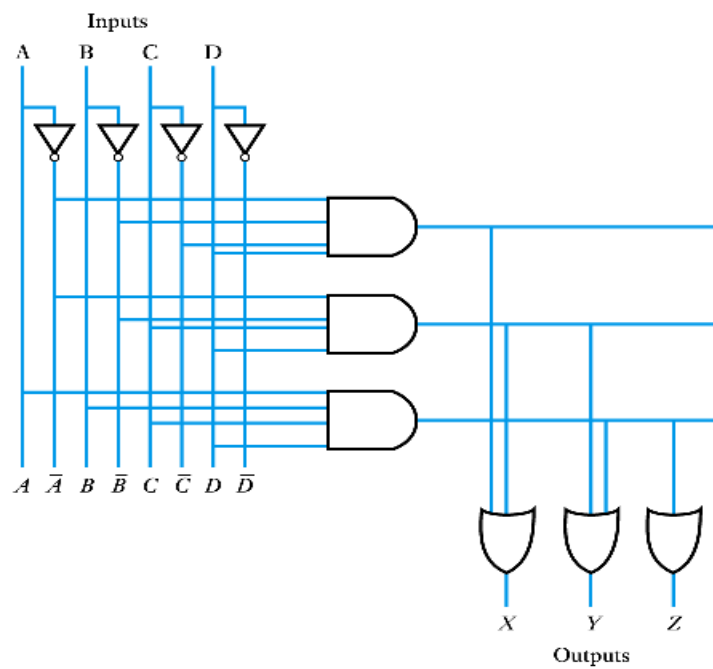 Inputs
A B C D
A A̅ B B̅ C C̅ D D̅
X Y Z
Outputs